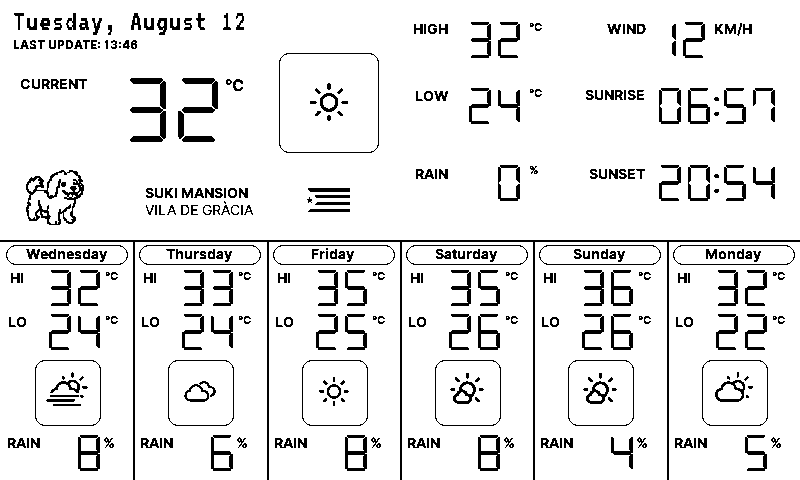 Tuesday, August 12
LAST UPDATE: 13:46
CURRENT 32 °C
SUKI MANSION
VILA DE GRÀCIA
HIGH 32 °C
LOW 24 °C
RAIN 0 %
WIND 12 KM/H
SUNRISE 06:57
SUNSET 20:54
Wednesday
HI 32 °C
LO 24 °C
RAIN 8 %
Thursday
HI 33 °C
LO 24 °C
RAIN 6 %
Friday
HI 35 °C
LO 25 °C
RAIN 8 %
Saturday
HI 35 °C
LO 26 °C
RAIN 8 %
Sunday
HI 36 °C
LO 26 °C
RAIN 4 %
Monday
HI 32 °C
LO 22 °C
RAIN 5 %